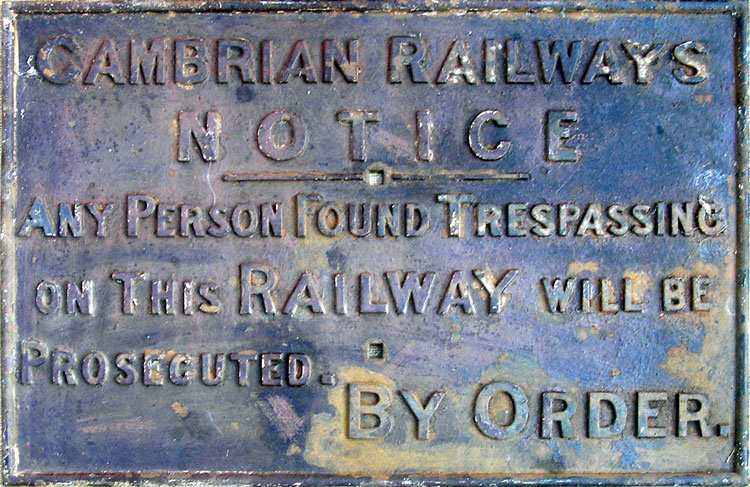 CAMBRIAN RAILWAYS
NOTICE
ANY PERSON FOUND TRESPASSING
ON THIS RAILWAY WILL BE
PROSECUTED.
BY ORDER.